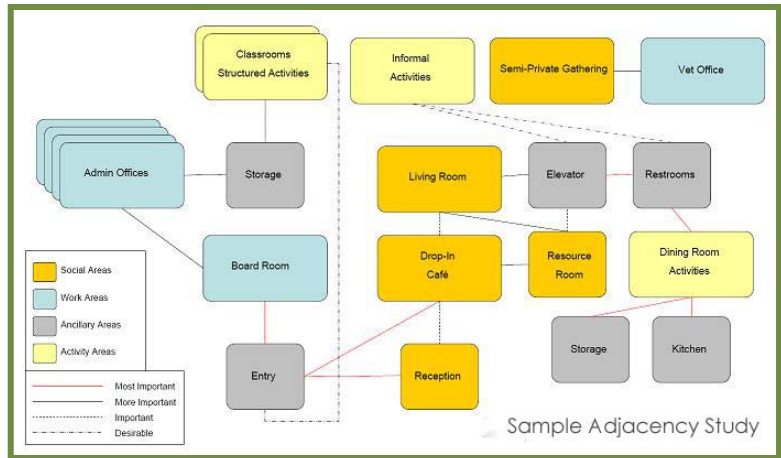 Classrooms
Structured Activities
Informal
Activities
Semi-Private Gathering
Vet Office
Admin Offices
Storage
Living Room
Elevator
Restrooms
Board Room
Drop-In
Café
Resource
Room
Dining Room
Activities
Social Areas
Work Areas
Ancillary Areas
Activity Areas
Entry
Reception
Storage
Kitchen
Most Important
More Important
Important
Desirable
Sample Adjacency Study